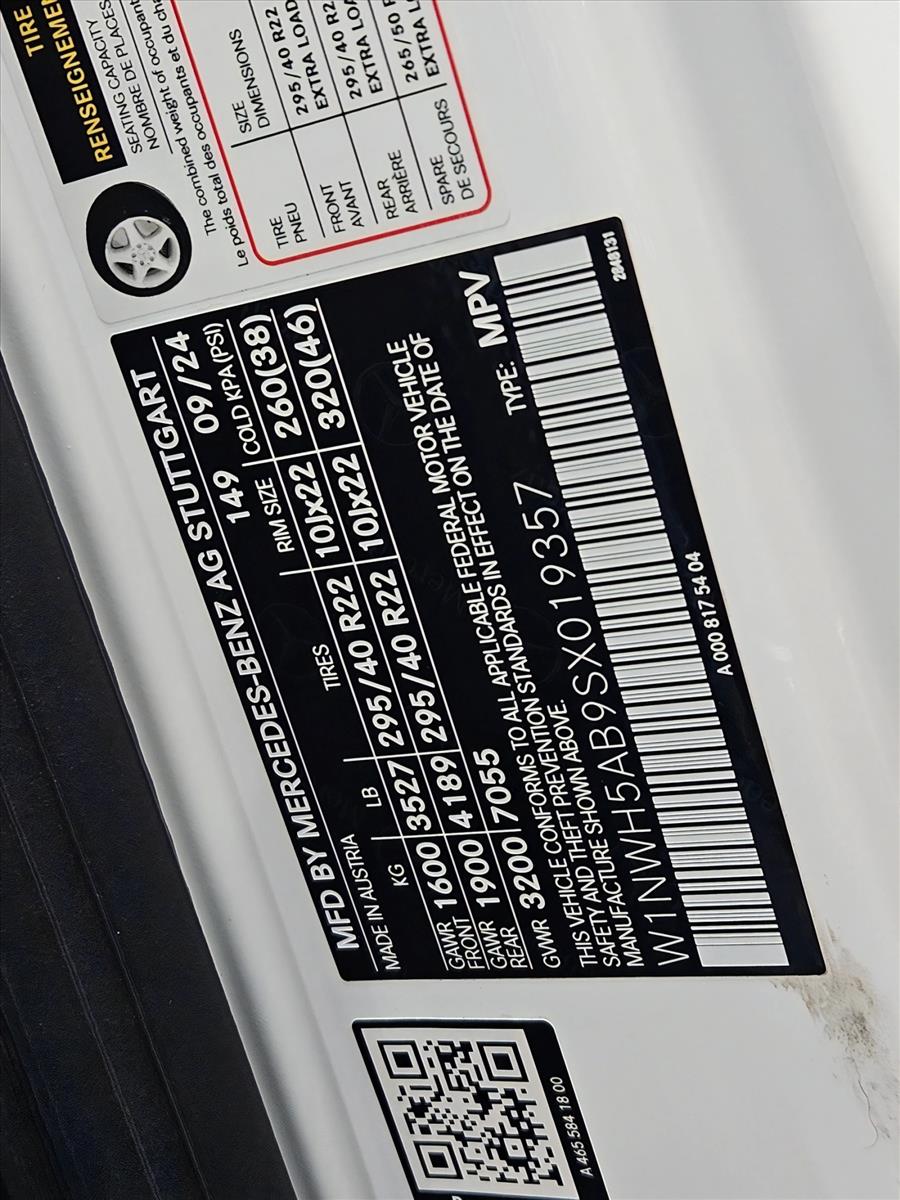 TIRE
RENSEIGNEMEN
SEATING CAPACITY
NOMBRE DE PLACES
The combined weight of occupant
Le poids total des occupants et du cha
TIRE SIZE
PNEU DIMENSIONS
FRONT 295/40 R22
AVANT EXTRA LOAD
REAR 295/40 R2
ARRIÈRE EXTRA LOA
SPARE 265/50 R
DE SECOURS EXTRA L
MFD BY MERCEDES-BENZ AG STUTTGART
MADE IN AUSTRIA 149 09/24
KG LB TIRES RIM SIZE COLD KPA (PSI)
GAWR FRONT 1600 3527 295/40 R22 10Jx22 260(38)
GAWR REAR 1900 4189 295/40 R22 10Jx22 320(46)
GVWR 3200 7055
THIS VEHICLE CONFORMS TO ALL APPLICABLE FEDERAL MOTOR VEHICLE
SAFETY AND THEFT PREVENTION STANDARDS IN EFFECT ON THE DATE OF
MANUFACTURE SHOWN ABOVE.
W1NWH5AB9SX019357 TYPE: MPV
A 000 817 54 04
2846131
A 465 584 18 00